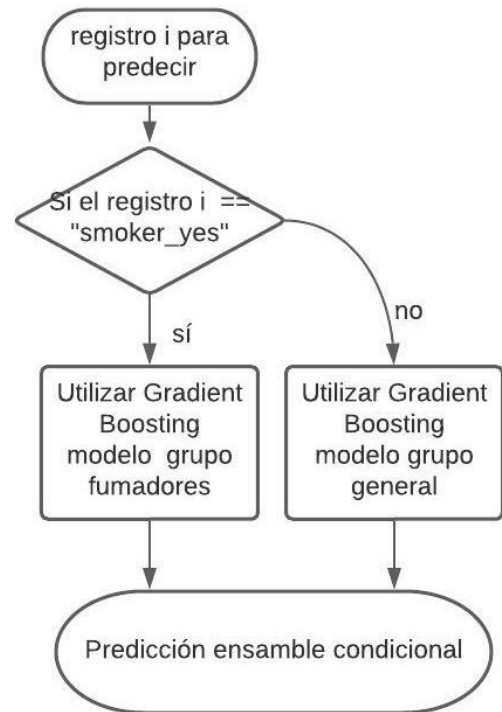 registro i para
predecir
Si el registro i ==
"smoker_yes"
no
sí
Utilizar Gradient
Boosting
modelo grupo
fumadores
Utilizar Gradient
Boosting
modelo grupo
general
Predicción ensamble condicional